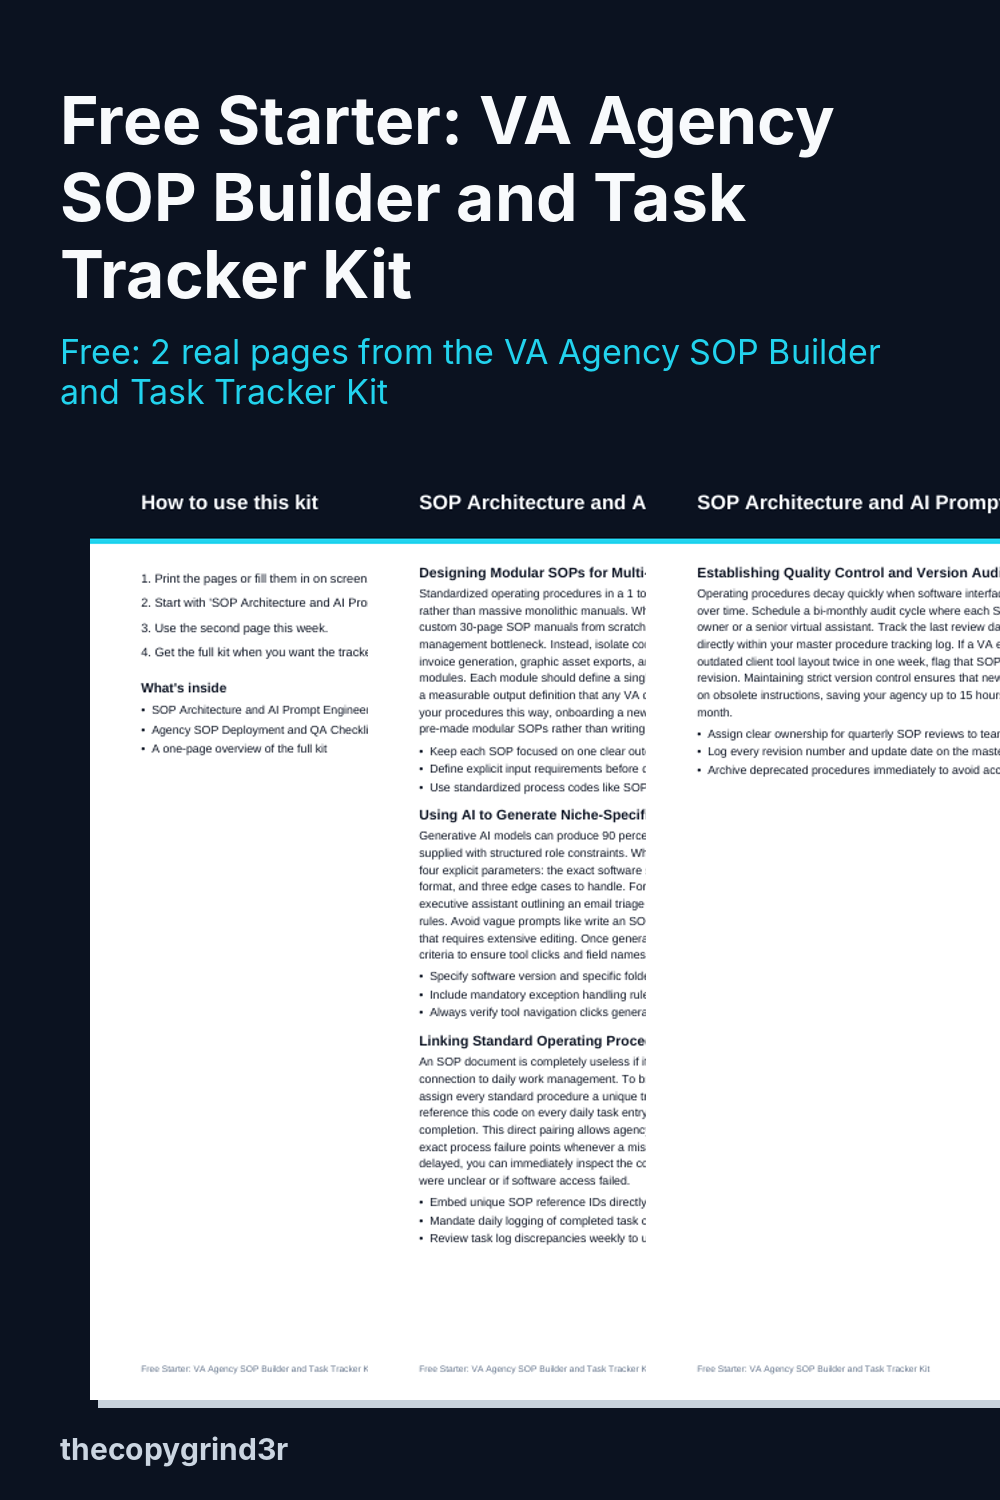 Free Starter: VA Agency
SOP Builder and Task
Tracker Kit
Free: 2 real pages from the VA Agency SOP Builder
and Task Tracker Kit
How to use this kit
1. Print the pages or fill them in on screen
2. Start with 'SOP Architecture and AI Pro
3. Use the second page this week.
4. Get the full kit when you want the tracke
What's inside
• SOP Architecture and AI Prompt Engineer
• Agency SOP Deployment and QA Checkli
• A one-page overview of the full kit
Free Starter: VA Agency SOP Builder and Task Tracker K
SOP Architecture and A
Designing Modular SOPs for Multi-
Standardized operating procedures in a 1 to
rather than massive monolithic manuals. Wh
custom 30-page SOP manuals from scratch
management bottleneck. Instead, isolate co
invoice generation, graphic asset exports, a
modules. Each module should define a sing
a measurable output definition that any VA c
your procedures this way, onboarding a new
pre-made modular SOPs rather than writing
• Keep each SOP focused on one clear out
• Define explicit input requirements before
• Use standardized process codes like SOP
Using AI to Generate Niche-Specif
Generative AI models can produce 90 perce
supplied with structured role constraints. Wh
four explicit parameters: the exact software
format, and three edge cases to handle. For
executive assistant outlining an email triage
rules. Avoid vague prompts like write an SO
that requires extensive editing. Once genera
criteria to ensure tool clicks and field names
• Specify software version and specific folde
• Include mandatory exception handling rule
• Always verify tool navigation clicks genera
Linking Standard Operating Proce
An SOP document is completely useless if i
connection to daily work management. To b
assign every standard procedure a unique tr
reference this code on every daily task entry
completion. This direct pairing allows agenc
exact process failure points whenever a mis
delayed, you can immediately inspect the co
were unclear or if software access failed.
• Embed unique SOP reference IDs directly
• Mandate daily logging of completed task c
• Review task log discrepancies weekly to u
Free Starter: VA Agency SOP Builder and Task Tracker K
SOP Architecture and AI Prompt
Establishing Quality Control and Version Audi
Operating procedures decay quickly when software interfac
over time. Schedule a bi-monthly audit cycle where each S
owner or a senior virtual assistant. Track the last review da
directly within your master procedure tracking log. If a VA e
outdated client tool layout twice in one week, flag that SOP
revision. Maintaining strict version control ensures that new
on obsolete instructions, saving your agency up to 15 hours
month.
• Assign clear ownership for quarterly SOP reviews to tear
• Log every revision number and update date on the maste
• Archive deprecated procedures immediately to avoid acc
Free Starter: VA Agency SOP Builder and Task Tracker Kit
thecopygrind3r